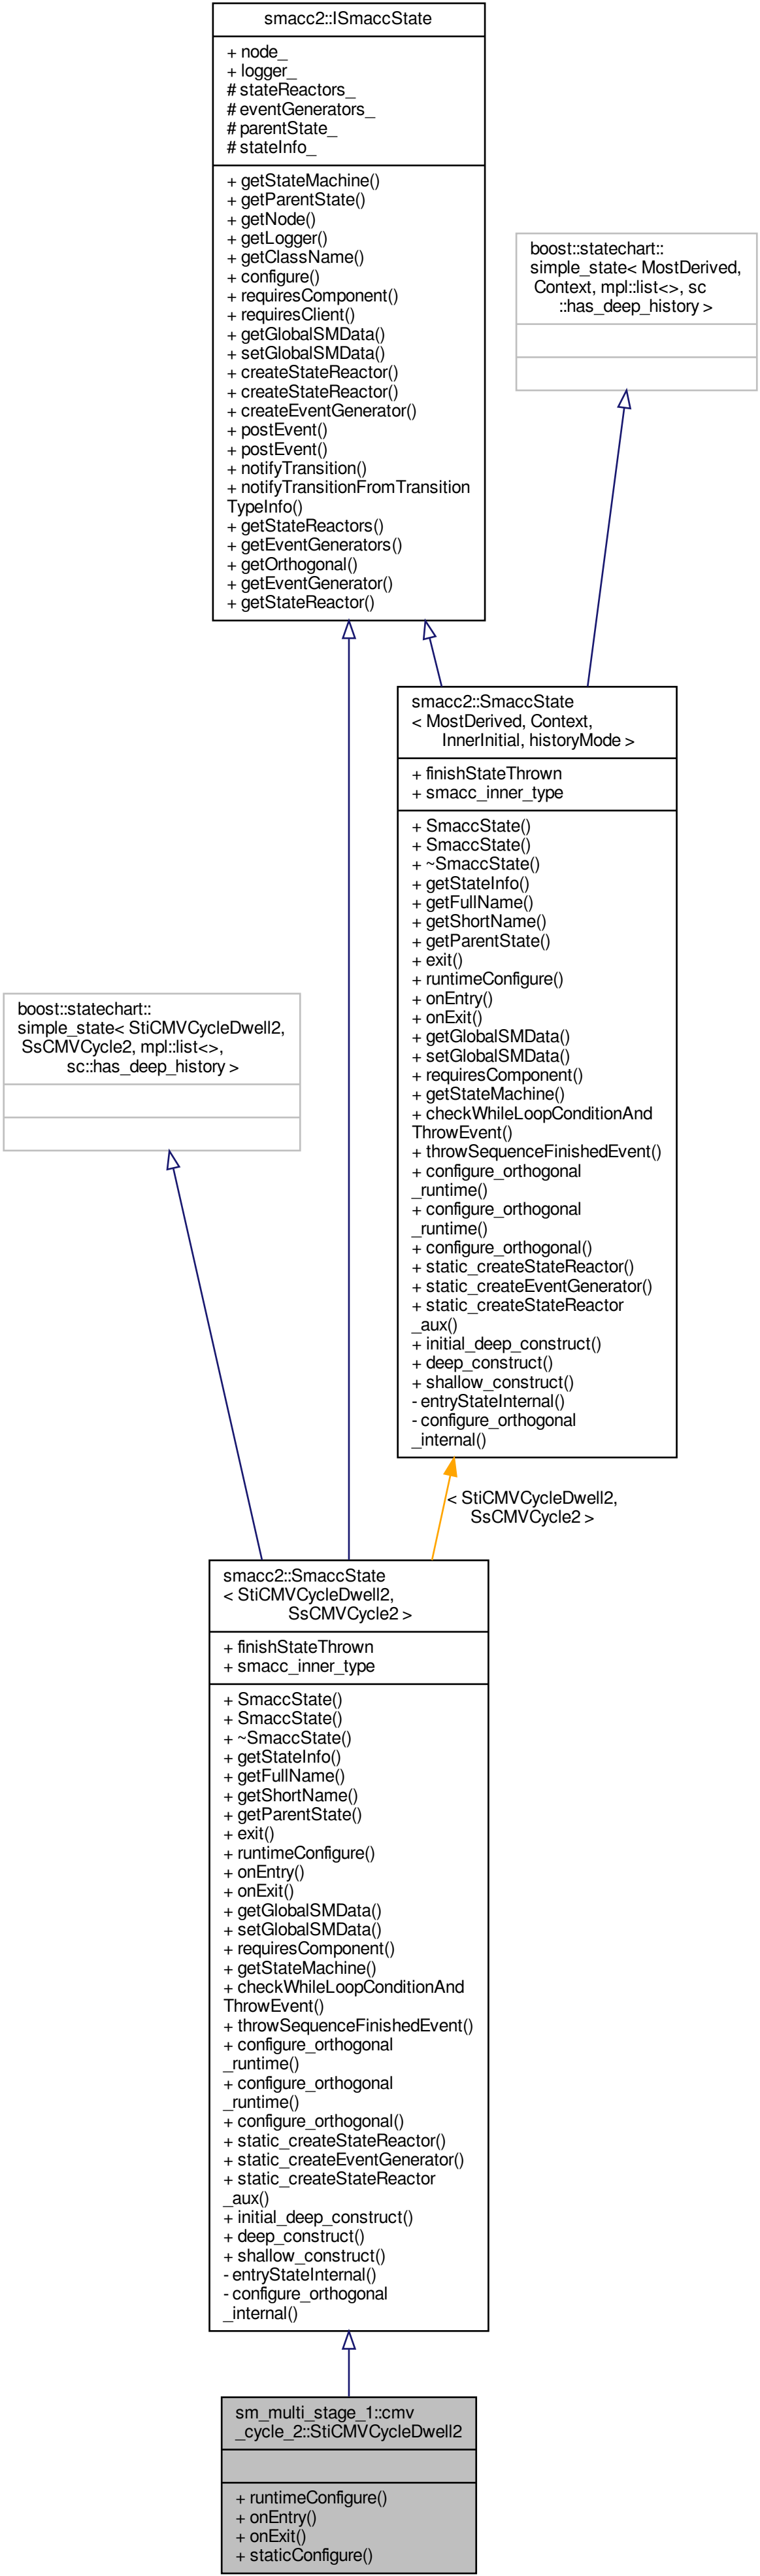 smacc2::ISmaccState
+ node_
+ logger_
# stateReactors_
# eventGenerators_
# parentState_
# stateInfo_
+ getStateMachine()
+ getParentState()
+ getNode()
+ getLogger()
+ getClassName()
+ configure()
+ requiresComponent()
+ requiresClient()
+ getGlobalSMData()
+ setGlobalSMData()
+ createStateReactor()
+ createStateReactor()
+ createEventGenerator()
+ postEvent()
+ postEvent()
+ notifyTransition()
+ notifyTransitionFromTransition
TypeInfo()
+ getStateReactors()
+ getEventGenerators()
+ getOrthogonal()
+ getEventGenerator()
+ getStateReactor()
boost::statechart::
simple_state< MostDerived,
Context, mpl::list<>, sc
::has_deep_history >
smacc2::SmaccState
< MostDerived, Context,
InnerInitial, historyMode >
+ finishStateThrown
+ smacc_inner_type
+ SmaccState()
+ SmaccState()
+ ~SmaccState()
+ getStateInfo()
+ getFullName()
+ getShortName()
+ getParentState()
+ exit()
+ runtimeConfigure()
+ onEntry()
+ onExit()
+ getGlobalSMData()
+ setGlobalSMData()
+ requiresComponent()
+ getStateMachine()
+ checkWhileLoopConditionAnd
ThrowEvent()
+ throwSequenceFinishedEvent()
+ configure_orthogonal
_runtime()
+ configure_orthogonal
_runtime()
+ configure_orthogonal()
+ static_createStateReactor()
+ static_createEventGenerator()
+ static_createStateReactor
_aux()
+ initial_deep_construct()
+ deep_construct()
+ shallow_construct()
- entryStateInternal()
- configure_orthogonal
_internal()
boost::statechart::
simple_state< StiCMVCycleDwell2,
SsCMVCycle2, mpl::list<>,
sc::has_deep_history >
< StiCMVCycleDwell2,
SsCMVCycle2 >
smacc2::SmaccState
< StiCMVCycleDwell2,
SsCMVCycle2 >
+ finishStateThrown
+ smacc_inner_type
+ SmaccState()
+ SmaccState()
+ ~SmaccState()
+ getStateInfo()
+ getFullName()
+ getShortName()
+ getParentState()
+ exit()
+ runtimeConfigure()
+ onEntry()
+ onExit()
+ getGlobalSMData()
+ setGlobalSMData()
+ requiresComponent()
+ getStateMachine()
+ checkWhileLoopConditionAnd
ThrowEvent()
+ throwSequenceFinishedEvent()
+ configure_orthogonal
_runtime()
+ configure_orthogonal
_runtime()
+ configure_orthogonal()
+ static_createStateReactor()
+ static_createEventGenerator()
+ static_createStateReactor
_aux()
+ initial_deep_construct()
+ deep_construct()
+ shallow_construct()
- entryStateInternal()
- configure_orthogonal
_internal()
sm_multi_stage_1::cmv
_cycle_2::StiCMVCycleDwell2
+ runtimeConfigure()
+ onEntry()
+ onExit()
+ staticConfigure()